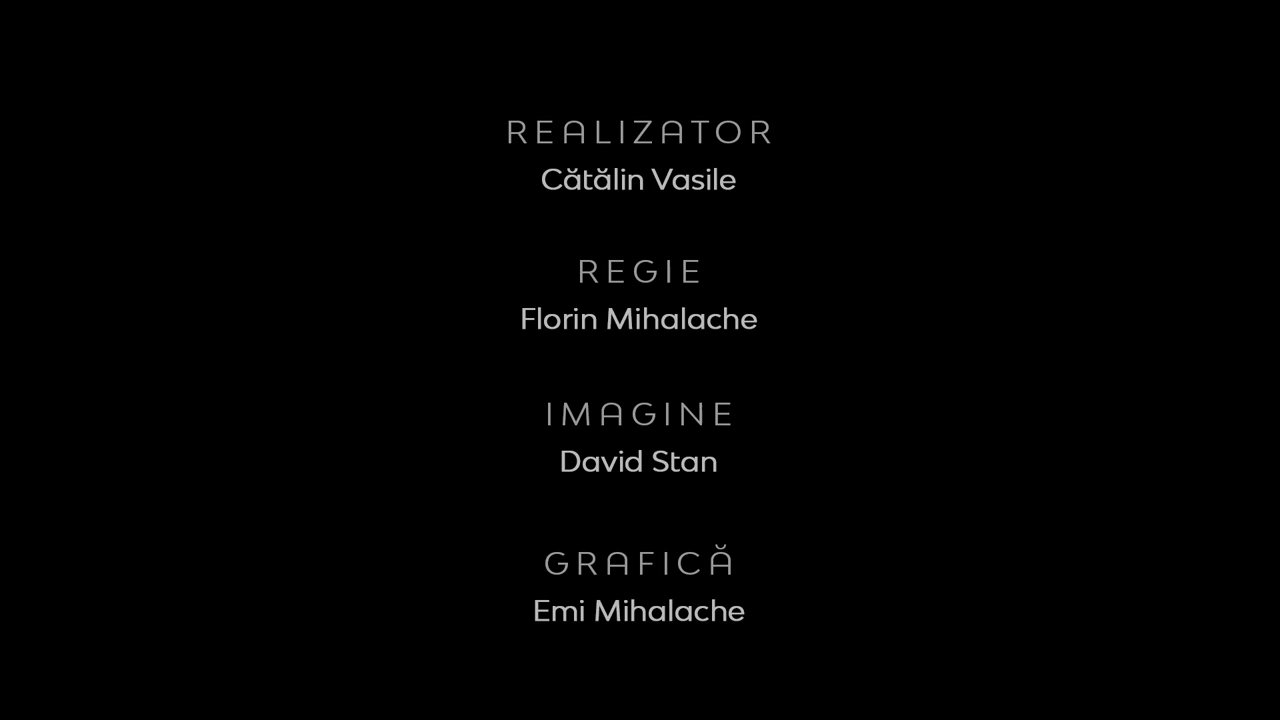 REALIZATOR
Cătălin Vasile
REGIE
Florin Mihalache
IMAGINE
David Stan
GRAFICĂ
Emi Mihalache